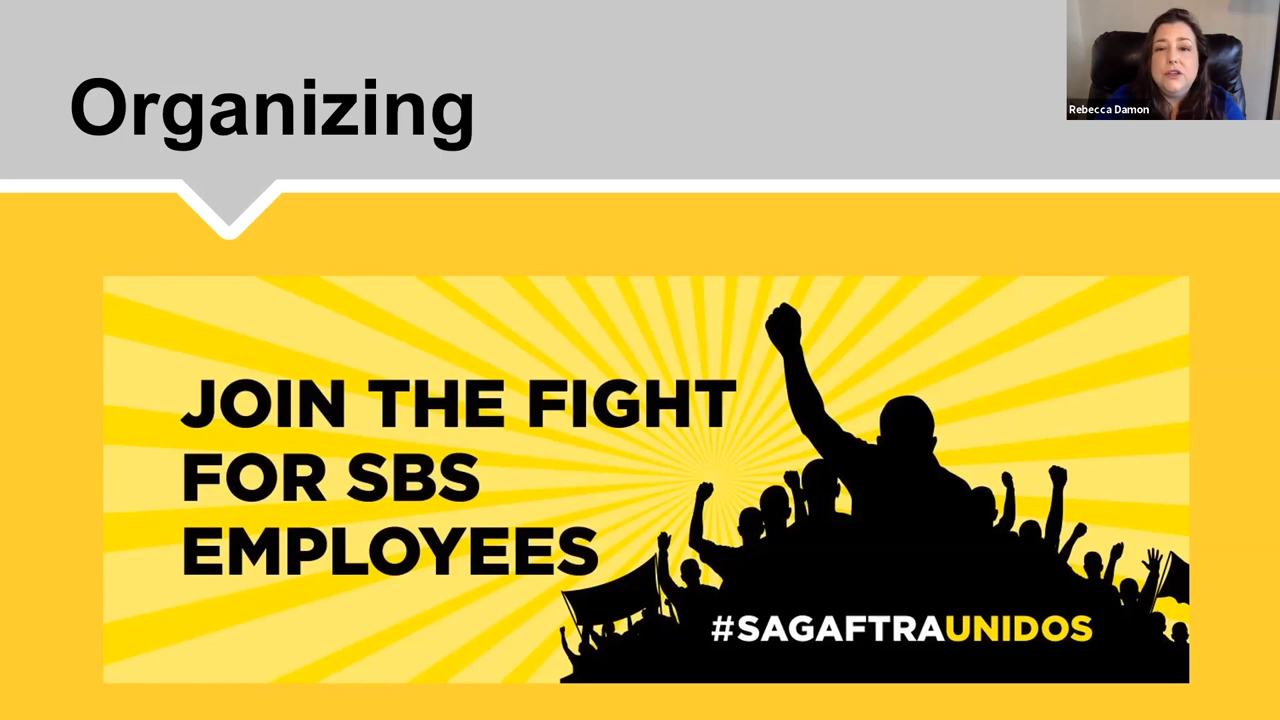 Organizing
Rebecca Damon
JOIN THE FIGHT
FOR SBS
EMPLOYEES
#SAGAFTRAUNIDOS